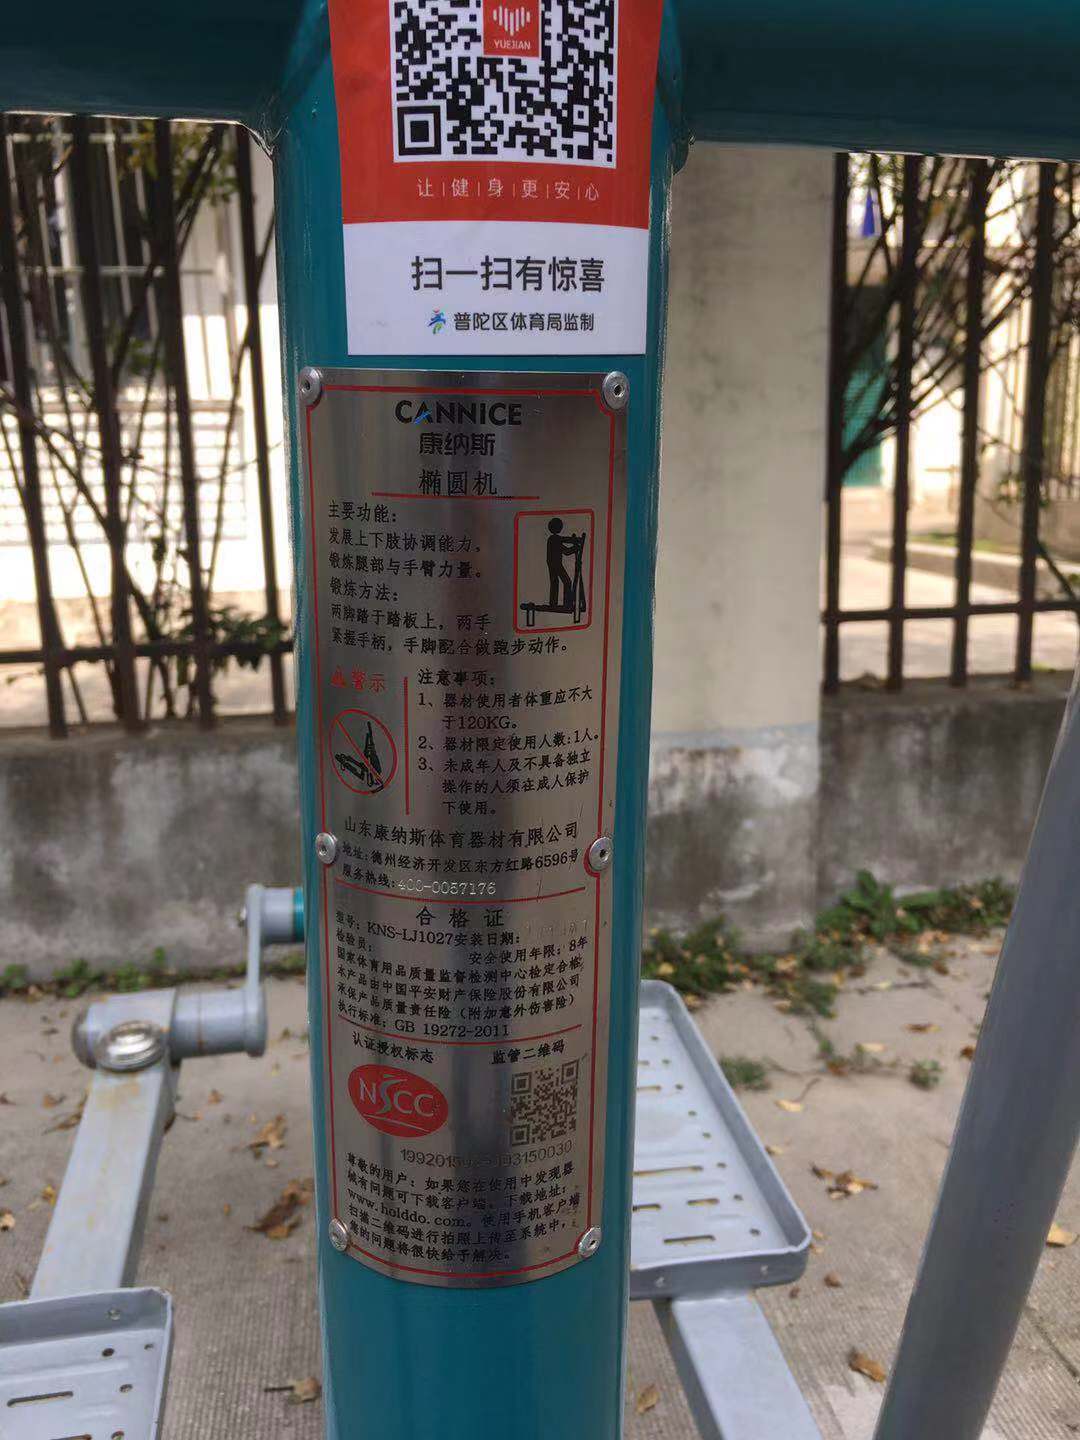 YUEJIAN
让|健|身|更|安|心
扫一扫有惊喜
普陀区体育局监制
CANNICE
康纳斯
椭圆机
主要功能：
发展上下肢协调能力，
锻炼腿部与手臂力量。
锻炼方法：
两脚踏于踏板上，两手
紧握手柄，手脚配合做跑步动作。
警示
注意事项：
1、器材使用者体重应不大
于120KG。
2、器材限定使用人数：1人。
3、未成年人及不具备独立
操作的人须在成人保护
下使用。
山东康纳斯体育器材有限公司
地址：德州经济开发区东方红路6596号
服务热线：400-0057176
合格证
型号：KNS-LJ1027安装日期：
检验员： 安全使用年限：8年
国家体育用品质量监督检测中心检定合格
本产品由中国平安财产保险股份有限公司
承保产品质量责任险（附加意外伤害险）
执行标准：GB 19272-2011
认证授权标志 监管二维码
NSCC
尊敬的用户：如果您在使用中发现器
械有问题可下载客户端。下载地址：
www.holddo.com。使用手机客户端
扫描二维码进行拍照上传至系统中，
您的问题将很快给予解决。